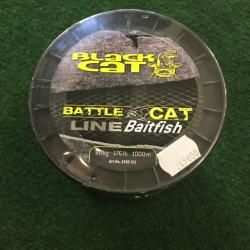 BLACK
CAT
BATTLE CAT
LINE Baitfish
80kg 176lb 1000m